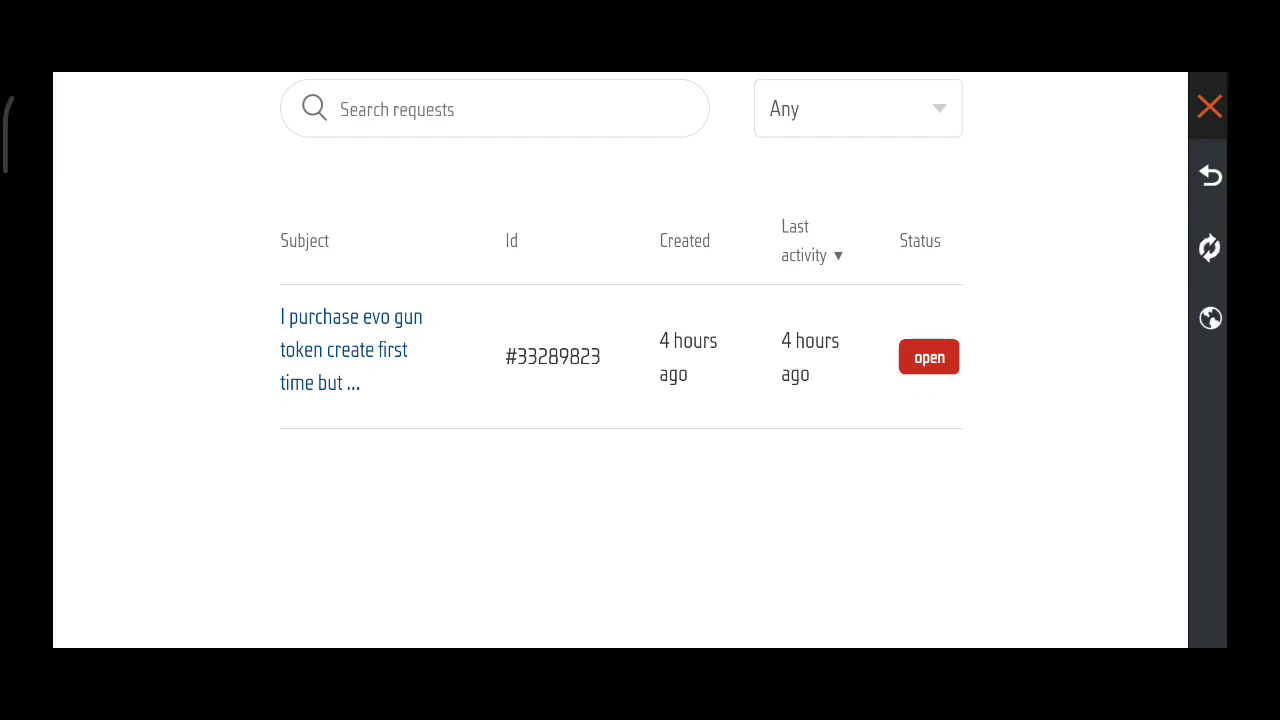 Search requests
Any
Subject
Id
Created
Last
activity ▼
Status
I purchase evo gun
token create first
time but ...
#33289823
4 hours
ago
4 hours
ago
open